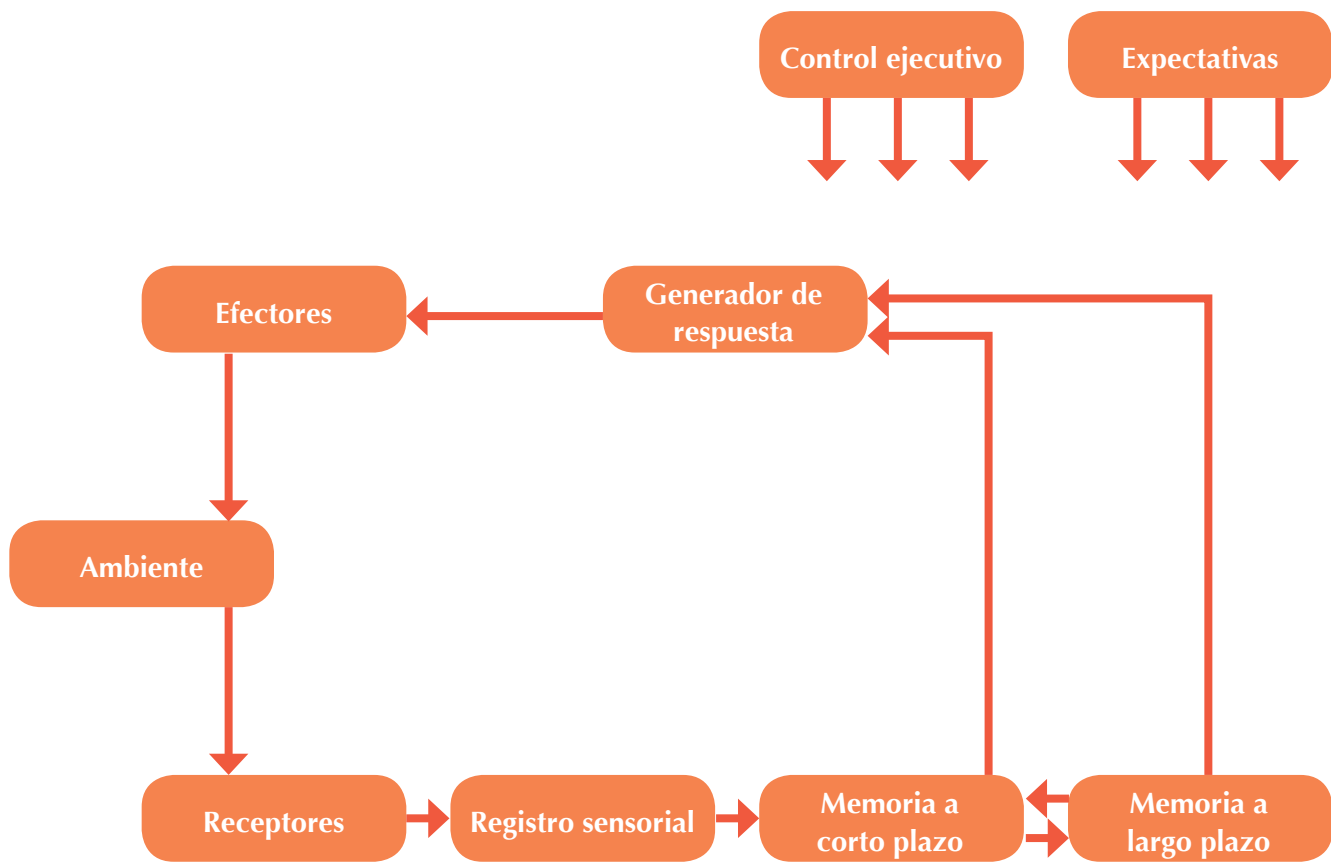 Control ejecutivo
Expectativas
Efectores
Generador de
respuesta
Ambiente
Receptores
Registro sensorial
Memoria a
corto plazo
Memoria a
largo plazo